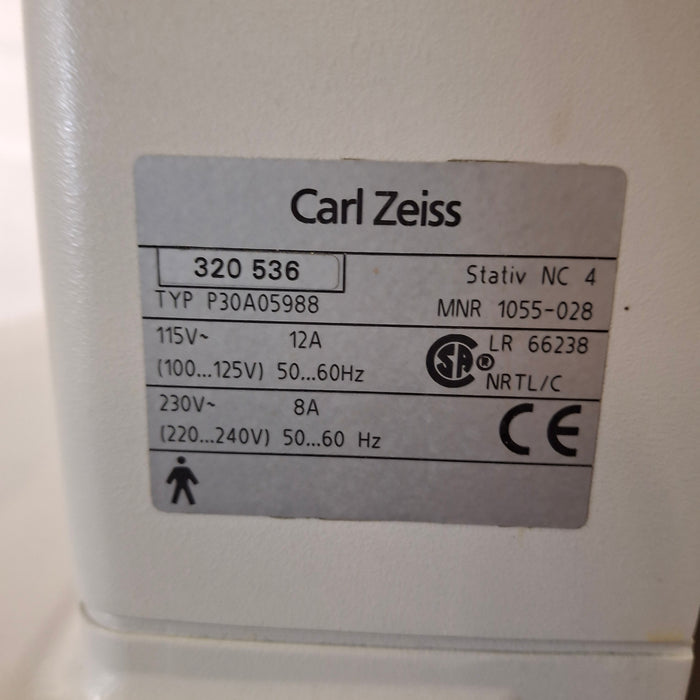 Carl Zeiss
320 536 Stativ NC 4
TYP P30A05988 MNR 1055-028
115V~ 12A LR 66238
(100...125V) 50...60Hz SA® NRTL/C
230V~ 8A CE
(220...240V) 50...60 Hz